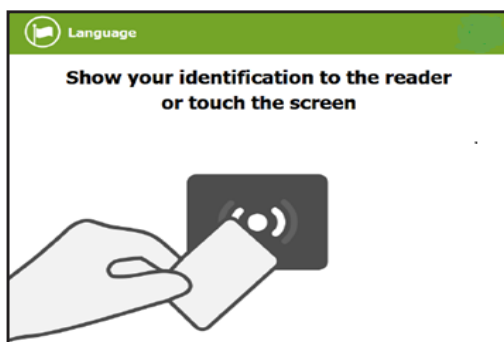 Language
Show your identification to the reader
or touch the screen